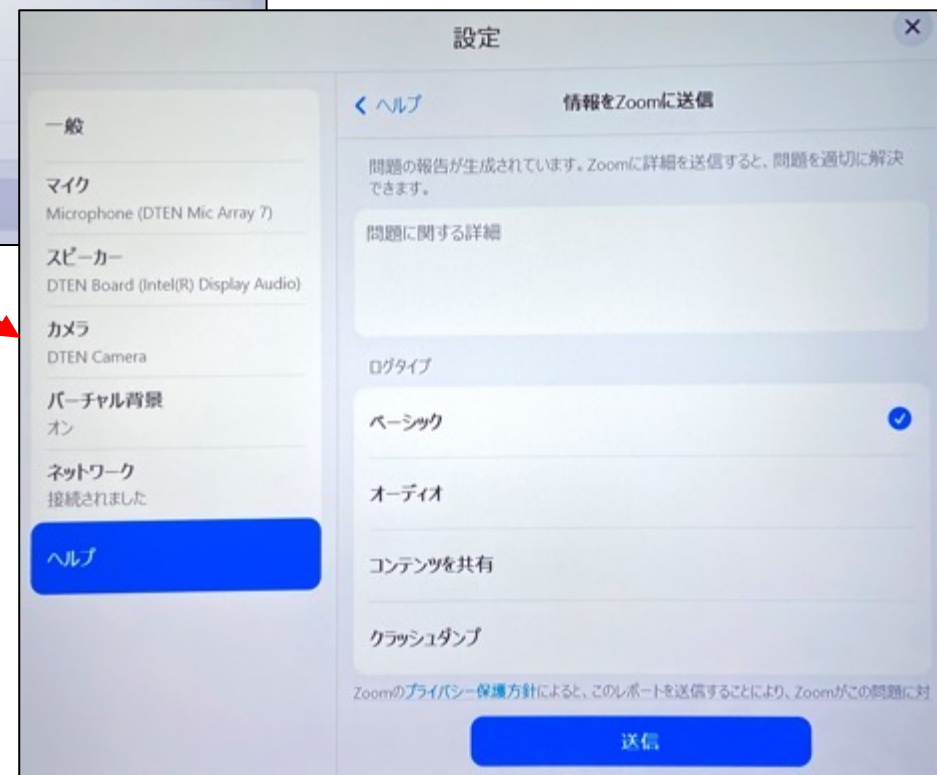 設定
×
一般
マイク
Microphone (DTEN Mic Array 7)
スピーカー
DTEN Board (Intel(R) Display Audio)
カメラ
DTEN Camera
バーチャル背景
オン
ネットワーク
接続されました
ヘルプ
ヘルプ
情報をZoomに送信
問題の報告が生成されています。Zoomに詳細を送信すると、問題を適切に解決
できます。
問題に関する詳細
ログタイプ
ベーシック
オーディオ
コンテンツを共有
クラッシュダンプ
Zoomのプライバシー保護方針によると、このレポートを送信することにより、Zoomがこの問題に対
送信